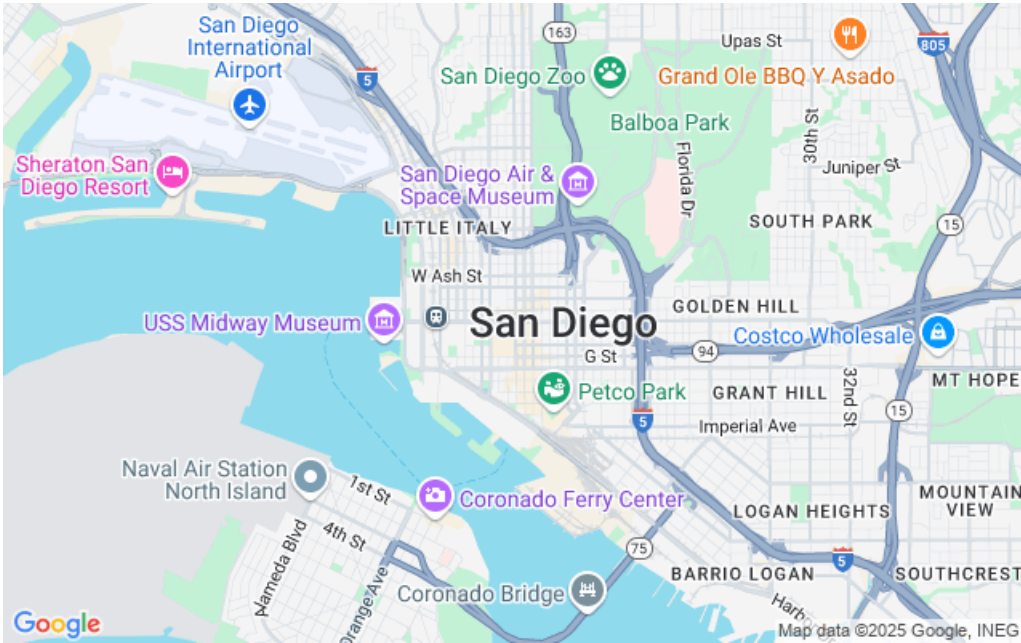 163
Upas St
805
San Diego
International
Airport
5
San Diego Zoo
Grand Ole BBQ Y Asado
Balboa Park
30th St
Florida Dr
Juniper St
Sheraton San
Diego Resort
San Diego Air &
Space Museum
LITTLE ITALY
SOUTH PARK
15
W Ash St
GOLDEN HILL
USS Midway Museum
San Diego
Costco Wholesale
G St
94
32nd St
MT HOPE
Petco Park
GRANT HILL
15
5
Imperial Ave
Naval Air Station
North Island
1st St
Coronado Ferry Center
MOUNTAIN
VIEW
LOGAN HEIGHTS
4th St
Alameda Blvd
75
5
Orange Ave
Coronado Bridge
BARRIO LOGAN
SOUTHCREST
Harbo
Google
Map data ©2025 Google, INEG